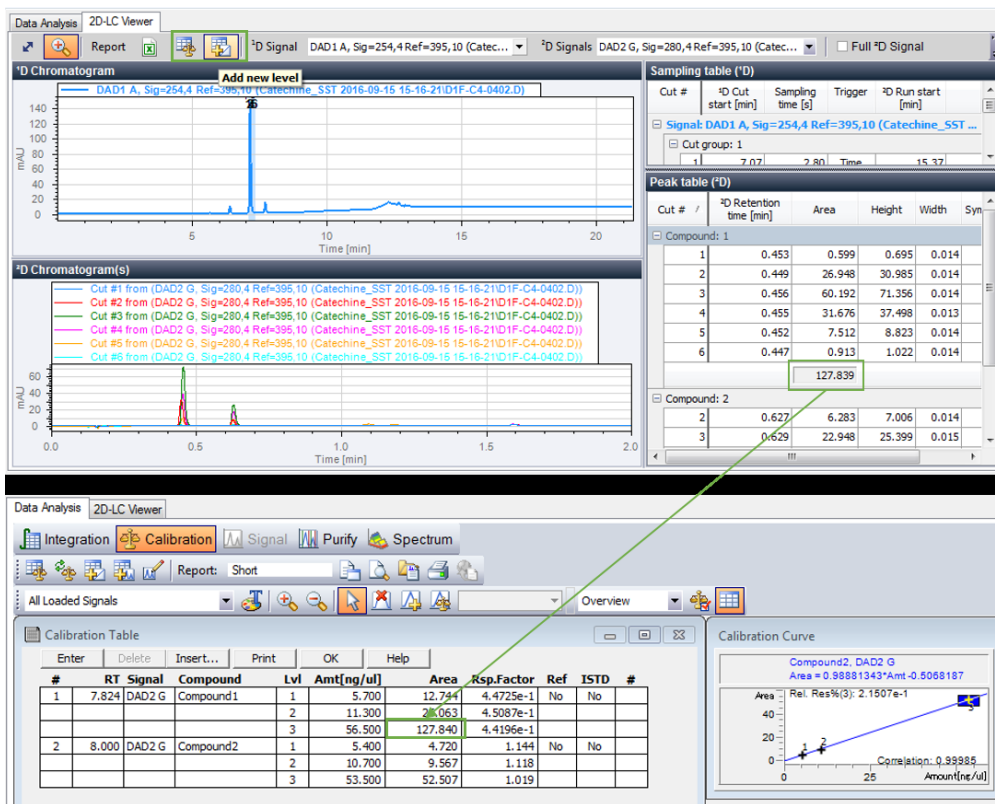 Data Analysis 2D-LC Viewer
Report ¹D Signal DAD1 A, Sig=254,4 Ref=395,10 (Catec... ²D Signals DAD2 G, Sig=280,4 Ref=395,10 (Catec... Full ²D Signal
Add new level
¹D Chromatogram
DAD1 A, Sig=254,4 Ref=395,10 (Catechine_SST 2016-09-15 15-16-21\D1F-C4-0402.D)
140
120
100
80
60
40
20
0
mAU
5 10 15 20
Time [min]
²D Chromatogram(s)
Cut #1 from (DAD2 G, Sig=280,4 Ref=395,10 (Catechine_SST 2016-09-15 15-16-21\D1F-C4-0402.D))
Cut #2 from (DAD2 G, Sig=280,4 Ref=395,10 (Catechine_SST 2016-09-15 15-16-21\D1F-C4-0402.D))
Cut #3 from (DAD2 G, Sig=280,4 Ref=395,10 (Catechine_SST 2016-09-15 15-16-21\D1F-C4-0402.D))
Cut #4 from (DAD2 G, Sig=280,4 Ref=395,10 (Catechine_SST 2016-09-15 15-16-21\D1F-C4-0402.D))
Cut #5 from (DAD2 G, Sig=280,4 Ref=395,10 (Catechine_SST 2016-09-15 15-16-21\D1F-C4-0402.D))
Cut #6 from (DAD2 G, Sig=280,4 Ref=395,10 (Catechine_SST 2016-09-15 15-16-21\D1F-C4-0402.D))
60
40
20
0
mAU
0.0 0.5 1.0 1.5 2.0
Time [min]
Sampling table (¹D)
Cut # ¹D Cut start [min] Sampling time [s] Trigger ²D Run start [min]
Signal: DAD1 A, Sig=254,4 Ref=395,10 (Catechine_SST ...
Cut group: 1
1 7.07 2.80 Time 15.37
Peak table (²D)
Cut # ²D Retention time [min] Area Height Width Syn
Compound: 1
1 0.453 0.599 0.695 0.014
2 0.449 26.948 30.985 0.014
3 0.456 60.192 71.356 0.014
4 0.455 31.676 37.498 0.013
5 0.452 7.512 8.823 0.014
6 0.447 0.913 1.022 0.014
127.839
Compound: 2
2 0.627 6.283 7.006 0.014
3 0.629 22.948 25.399 0.015
Data Analysis 2D-LC Viewer
Integration Calibration Signal Purify Spectrum
Report: Short
All Loaded Signals Overview
Calibration Table
Enter Delete Insert... Print OK Help
# RT Signal Compound Lvl Amt[ng/ul] Area Rsp.Factor Ref ISTD #
1 7.824 DAD2 G Compound1 1 5.700 12.744 4.4725e-1 No No
2 11.300 4.5087e-1
3 56.500 127.840 4.4196e-1
2 8.000 DAD2 G Compound2 1 5.400 4.720 1.144 No No
2 10.700 9.567 1.118
3 53.500 52.507 1.019
Calibration Curve
Compound2, DAD2 G
Area = 0.98881343*Amt -0.5068187
Area Rel. Res%(3): 2.1507e-1
40
20
0
1 2 3
Correlation: 0.99985
0 25 Amount[ng/ul]